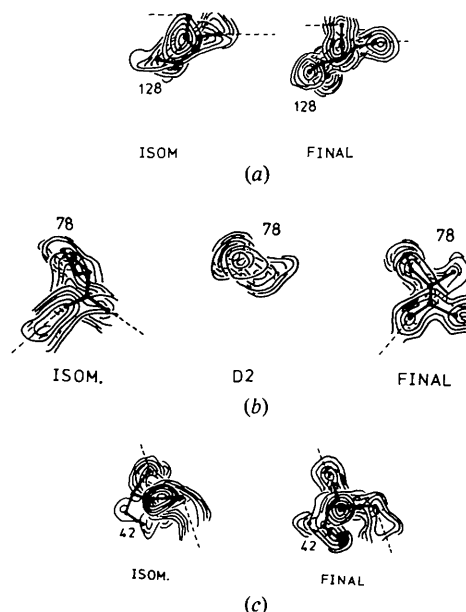 128
128
ISOM
FINAL
(a)
78
78
78
ISOM.
D2
FINAL
(b)
42
42
ISOM.
FINAL
(c)